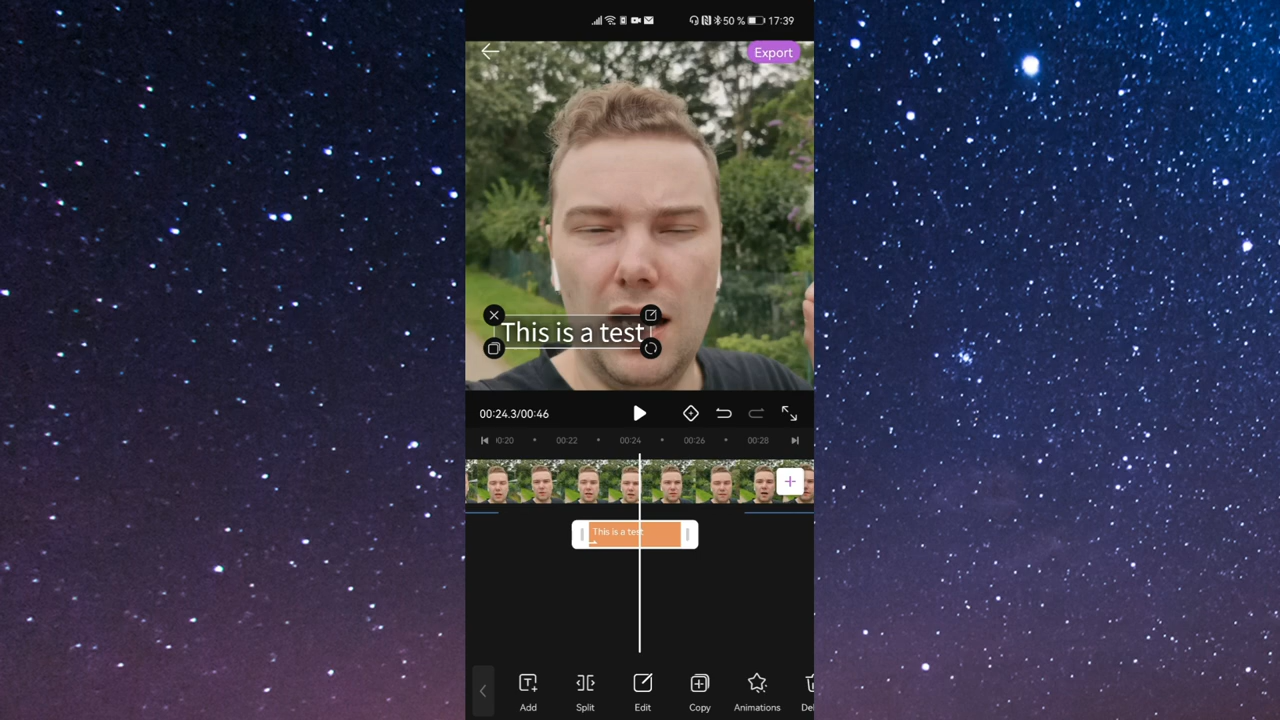 50 % 17:39
Export
This is a test
00:24.3/00:46
00:22 00:24 00:26 00:28
This is a test
Add Split Edit Copy Animations